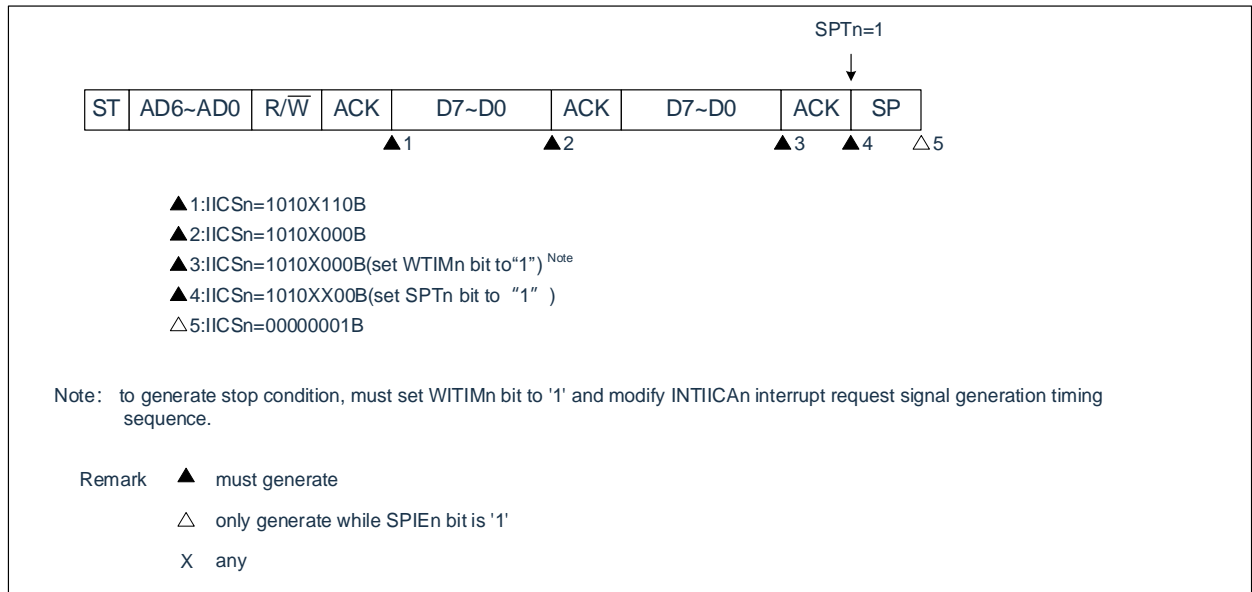 SPTn=1
ST AD6~AD0 R/W̅ ACK D7~D0 ACK D7~D0 ACK SP
▲1 ▲2 ▲3 ▲4 △5
▲1:IICSn=1010X110B
▲2:IICSn=1010X000B
▲3:IICSn=1010X000B(set WTIMn bit to“1”) Note
▲4:IICSn=1010XX00B(set SPTn bit to “1” )
△5:IICSn=00000001B
Note: to generate stop condition, must set WITIMn bit to '1' and modify INTIICAn interrupt request signal generation timing
sequence.
Remark ▲ must generate
△ only generate while SPIEn bit is '1'
X any